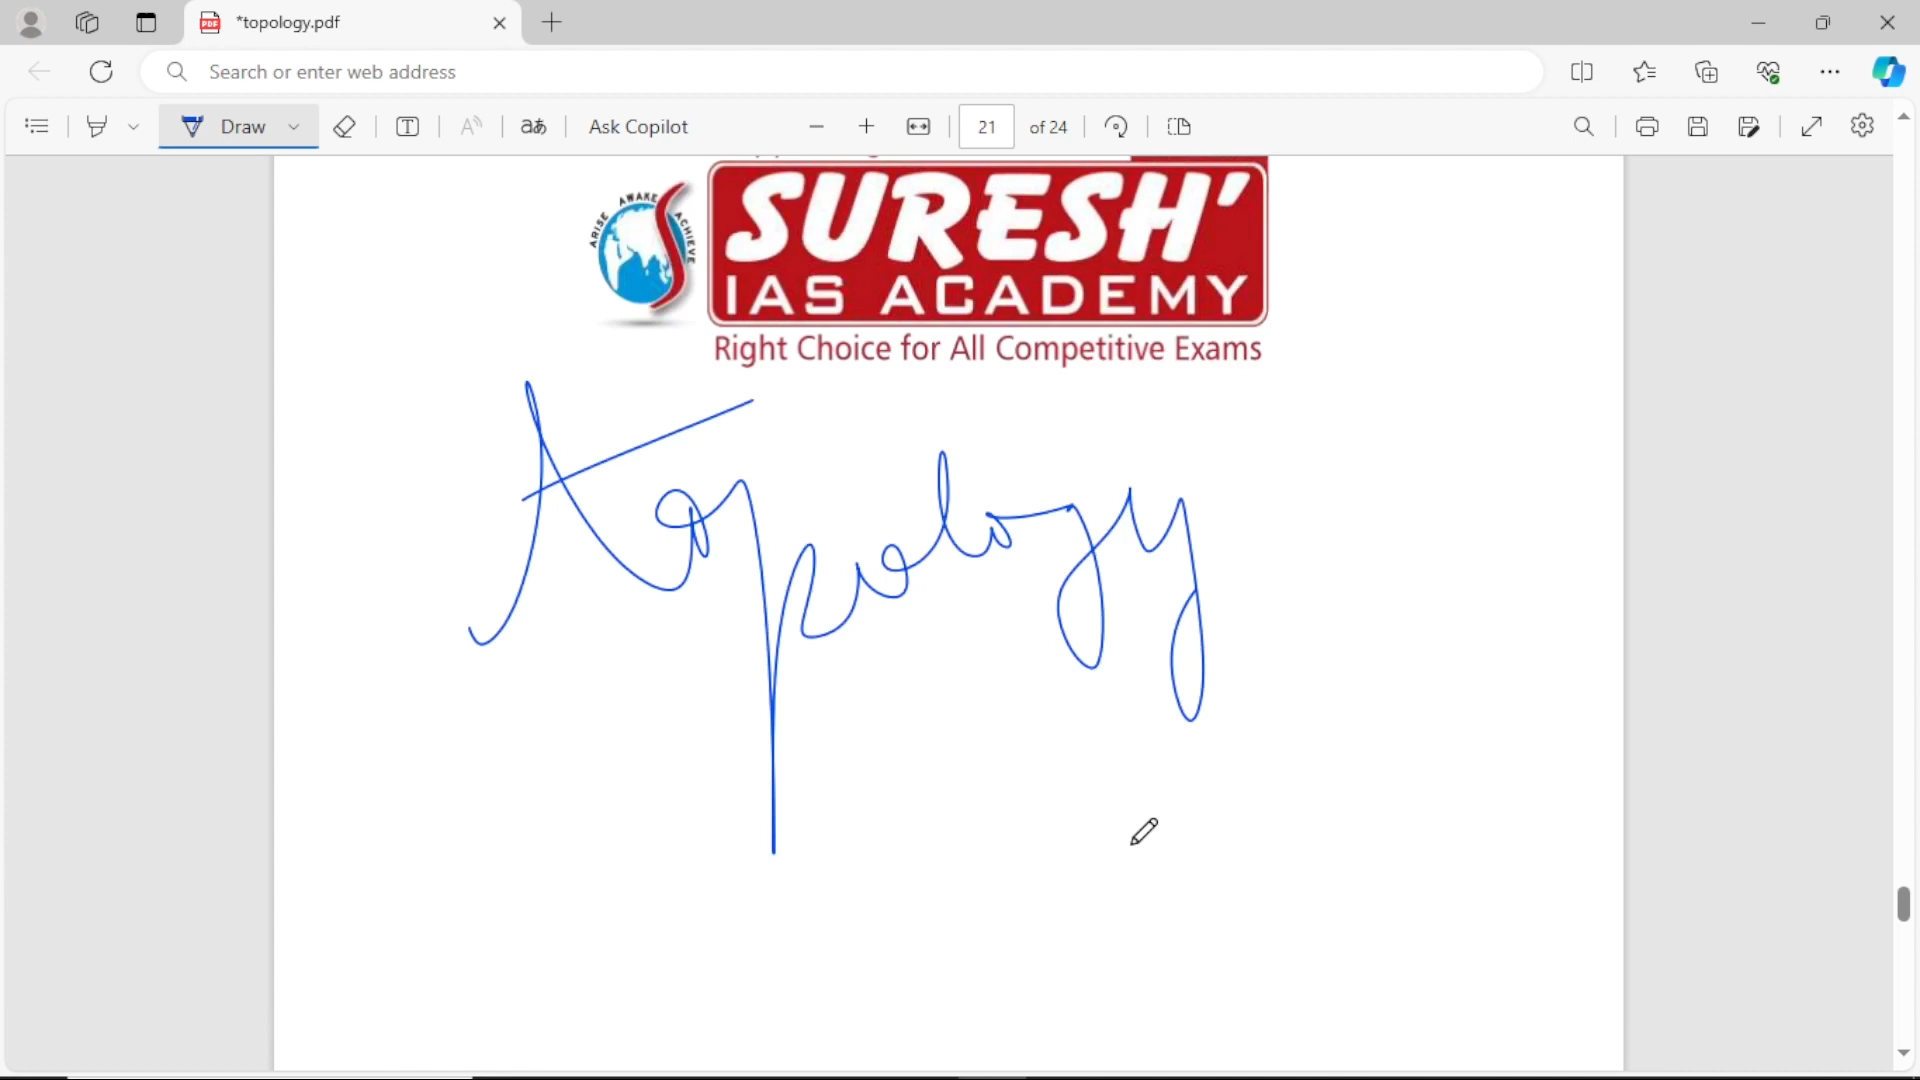 *topology.pdf
Search or enter web address
Draw
Ask Copilot
21 of 24
ARISE AWAKE ACHIEVE
SURESH'
IAS ACADEMY
Right Choice for All Competitive Exams
Topology